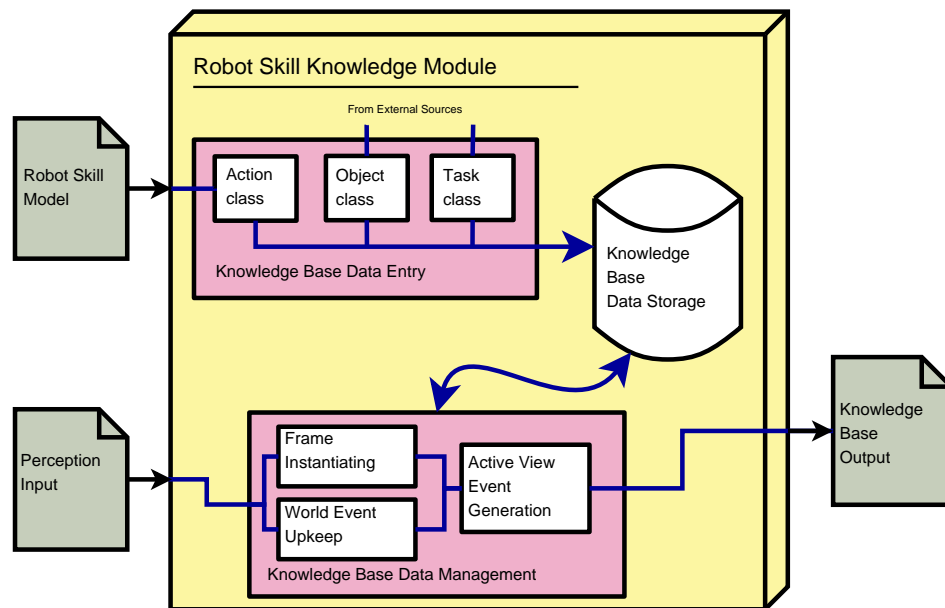 Robot Skill Knowledge Module
From External Sources
Robot Skill
Model
Action
class
Object
class
Task
class
Knowledge Base Data Entry
Knowledge
Base
Data Storage
Perception
Input
Frame
Instantiating
World Event
Upkeep
Active View
Event
Generation
Knowledge Base Data Management
Knowledge
Base
Output